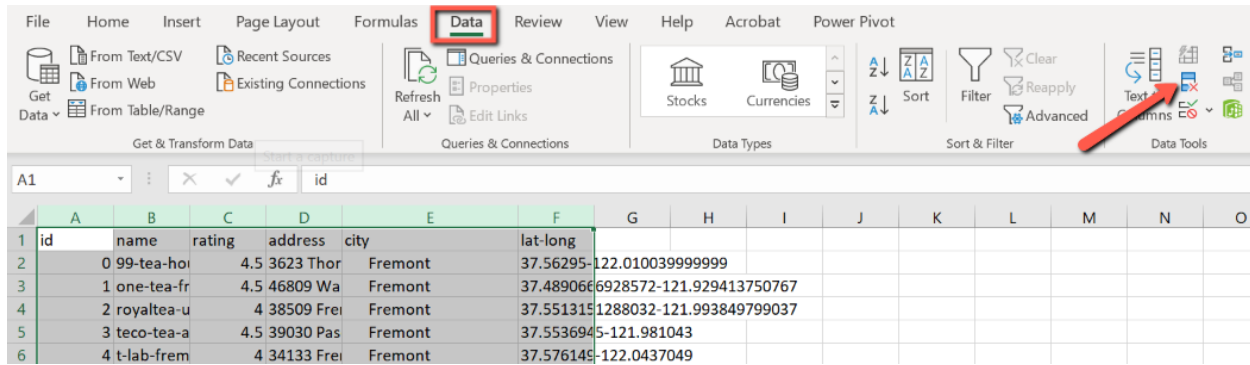 File Home Insert Page Layout Formulas Data Review View Help Acrobat Power Pivot
Get Data
From Text/CSV
From Web
From Table/Range
Recent Sources
Existing Connections
Get & Transform Data
Refresh All
Queries & Connections
Properties
Edit Links
Queries & Connections
Stocks
Currencies
Data Types
Sort
Filter
Clear
Reapply
Advanced
Sort & Filter
Text
Data Tools
Start a capture
A1 fx id
A B C D E F G H I J K L M N O
1 id name rating address city lat-long
2 0 99-tea-hou 4.5 3623 Thor Fremont 37.56295-122.010039999999
3 1 one-tea-fr 4.5 46809 Wa Fremont 37.4890666928572-121.929413750767
4 2 royaltea-u 4 38509 Fre Fremont 37.5513151288032-121.993849799037
5 3 teco-tea-a 4.5 39030 Pas Fremont 37.5536945-121.981043
6 4 t-lab-frem 4 34133 Fre Fremont 37.576149-122.0437049